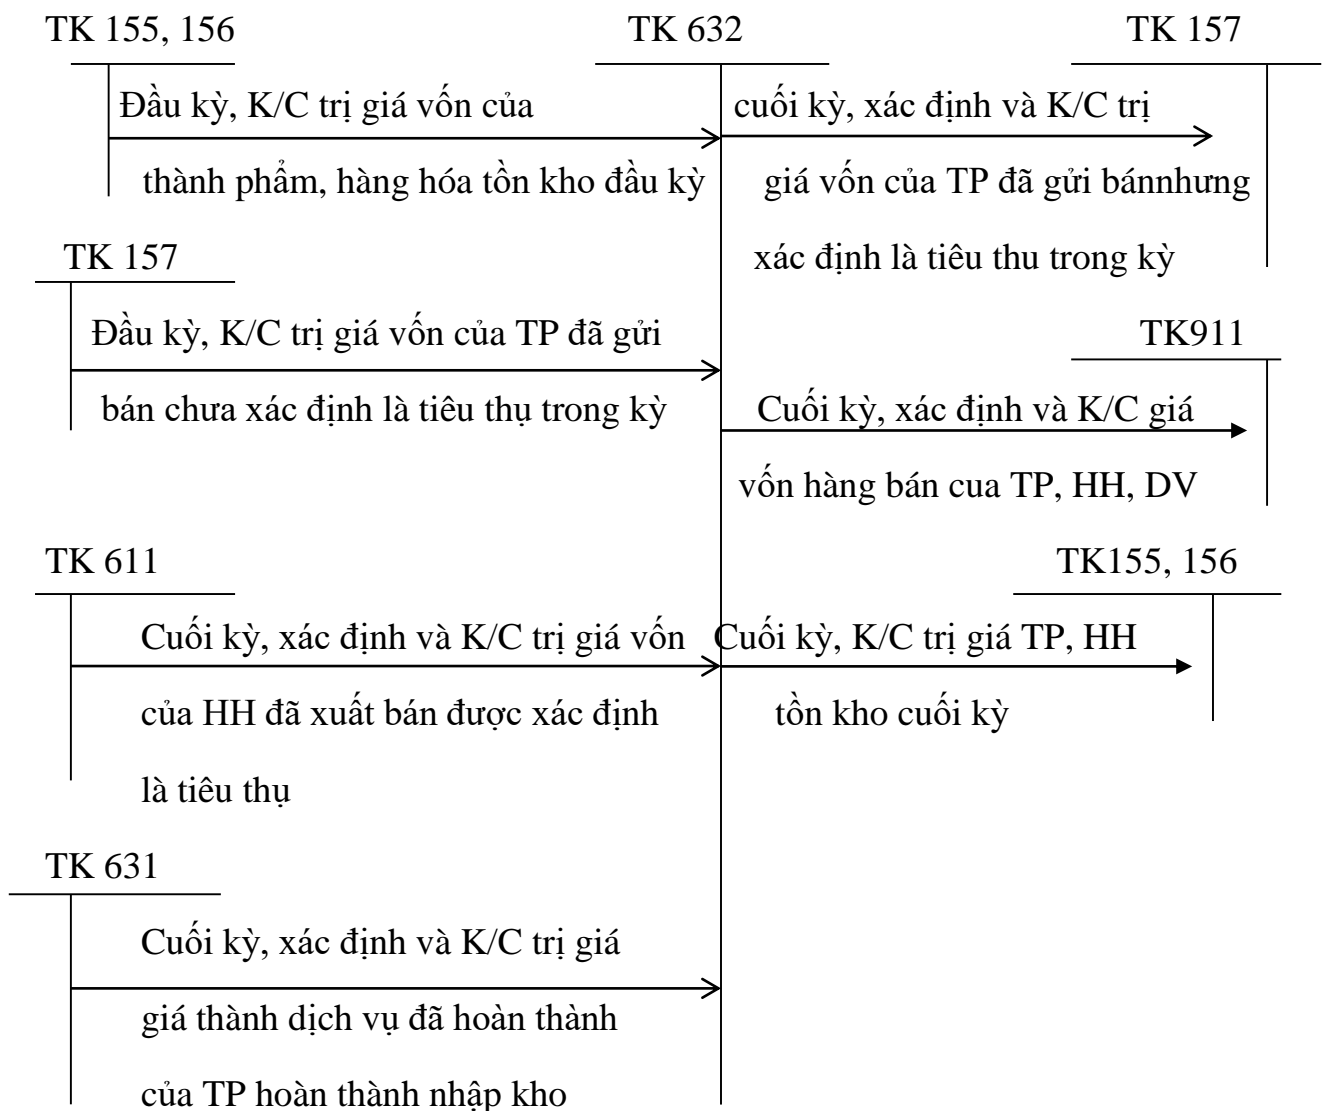 TK 155, 156
TK 632
TK 157
Đầu kỳ, K/C trị giá vốn của
cuối kỳ, xác định và K/C trị
thành phẩm, hàng hóa tồn kho đầu kỳ
giá vốn của TP đã gửi bánnhưng
TK 157
xác định là tiêu thu trong kỳ
Đầu kỳ, K/C trị giá vốn của TP đã gửi
TK911
bán chưa xác định là tiêu thụ trong kỳ
Cuối kỳ, xác định và K/C giá
vốn hàng bán cua TP, HH, DV
TK 611
TK155, 156
Cuối kỳ, xác định và K/C trị giá vốn
Cuối kỳ, K/C trị giá TP, HH
của HH đã xuất bán được xác định
tồn kho cuối kỳ
là tiêu thụ
TK 631
Cuối kỳ, xác định và K/C trị giá
giá thành dịch vụ đã hoàn thành
của TP hoàn thành nhập kho